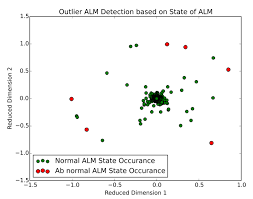 Outlier ALM Detection based on State of ALM
1.5
1.0
0.5
0.0
−0.5
−1.0
−1.5
Reduced Dimension 2
Normal ALM State Occurance
Ab normal ALM State Occurance
−1.5
−1.0
−0.5
0.0
0.5
1.0
Reduced Dimension 1